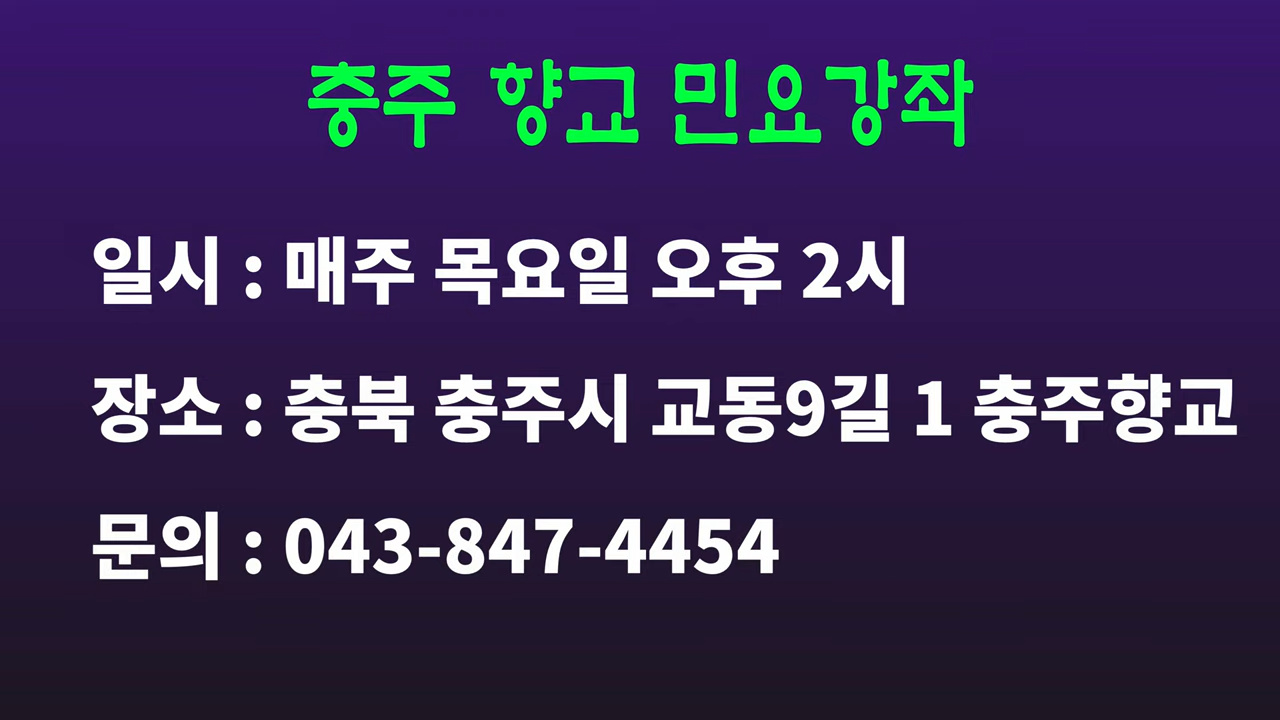 충주 향교 민요강좌
일시 : 매주 목요일 오후 2시
장소 : 충북 충주시 교동9길 1 충주향교
문의 : 043-847-4454